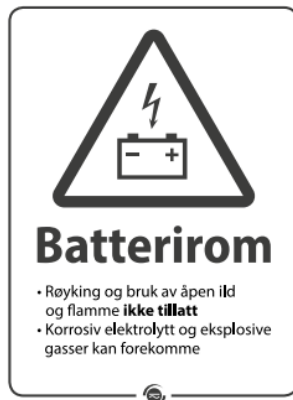 Batterirom
• Røyking og bruk av åpen ild
og flamme ikke tillatt
• Korrosiv elektrolytt og eksplosive
gasser kan forekomme